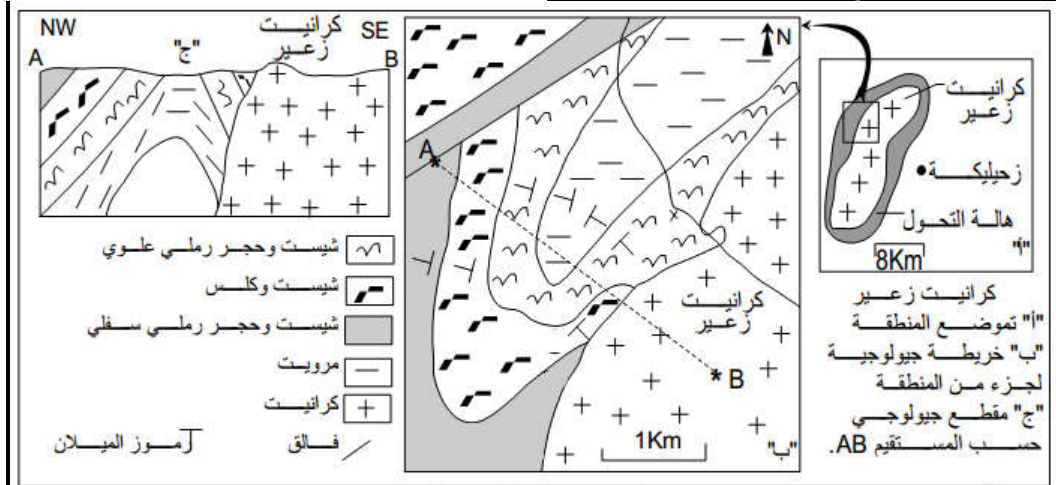 NW
SE
A
"ج"
كرانيت
زعير
B
شيست وحجر رملي علوي
شيست وكلس
شيست وحجر رملي سفلي
مرويت
كرانيت
فالق
رموز الميلان
N
A
كرانيت
زعير
B
1Km
"ب"
كرانيت
زعير
زحيليكة
هالة التحول
"أ"
8Km
كرانيت زعير
"أ" تموضع المنطقة
"ب" خريطة جيولوجية
لجزء من المنطقة
"ج" مقطع جيولوجي
حسب المستقيم AB.